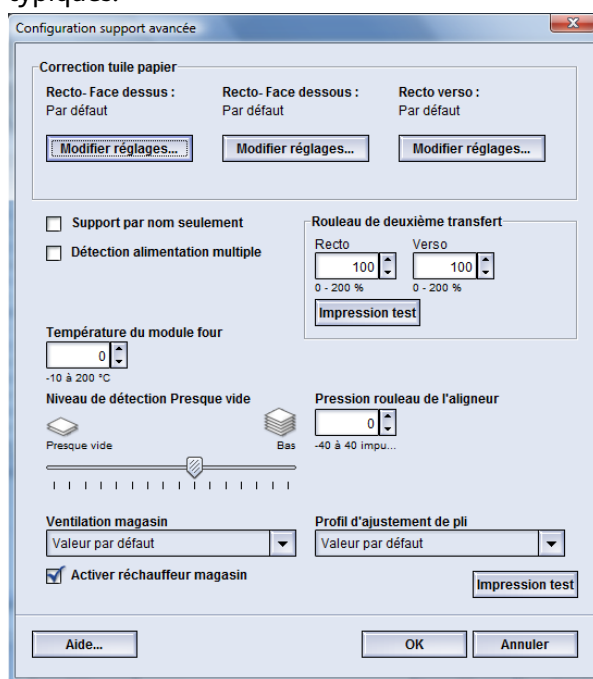 typiques.
Configuration support avancée
Correction tuile papier
Recto- Face dessus :
Par défaut
Modifier réglages...
Recto- Face dessous :
Par défaut
Modifier réglages...
Recto verso :
Par défaut
Modifier réglages...
Support par nom seulement
Détection alimentation multiple
Rouleau de deuxième transfert
Recto
100
0 - 200 %
Verso
100
0 - 200 %
Impression test
Température du module four
0
-10 à 200 °C
Niveau de détection Presque vide
Presque vide
Bas
Pression rouleau de l'aligneur
0
-40 à 40 impu...
Ventilation magasin
Valeur par défaut
Profil d'ajustement de pli
Valeur par défaut
Activer réchauffeur magasin
Impression test
Aide...
OK
Annuler